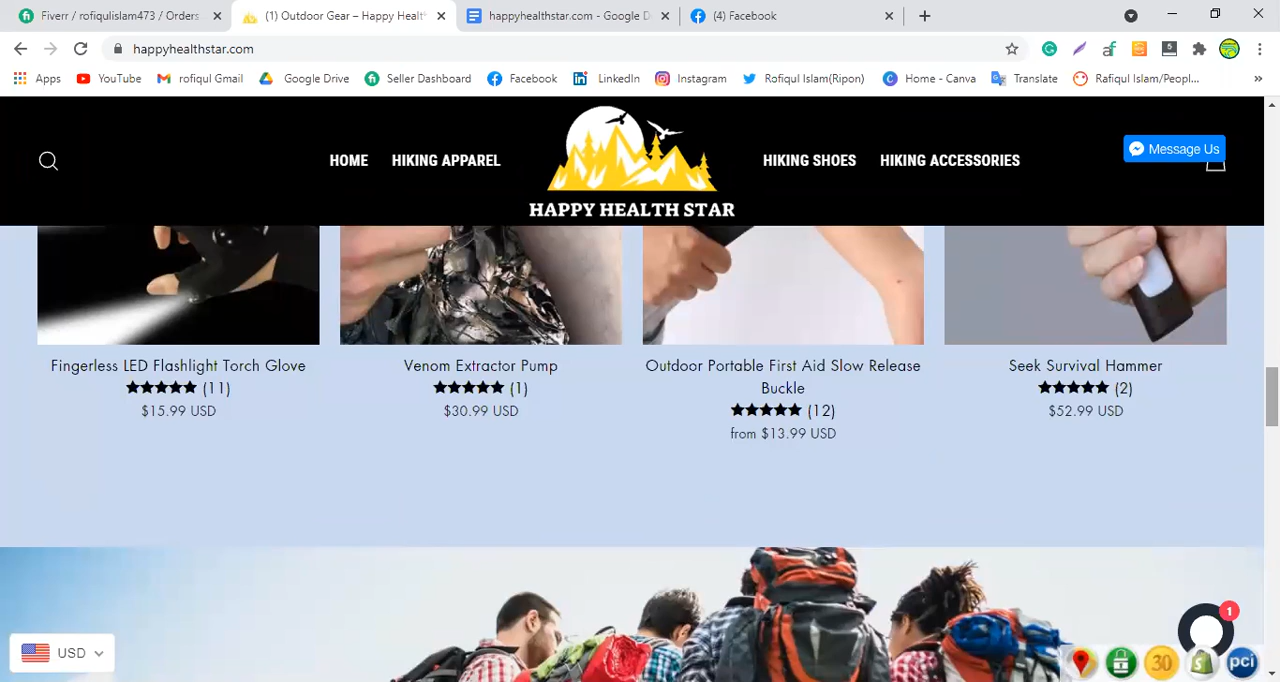 Fiverr / rofiqulislam473 / Orders
(1) Outdoor Gear – Happy Healt
happyhealthstar.com - Google D
(4) Facebook
happyhealthstar.com
Apps YouTube rofiqul Gmail Google Drive Seller Dashboard Facebook LinkedIn Instagram Rofiqul Islam(Ripon) Home - Canva Translate Rafiqul Islam/Peopl...
HOME HIKING APPAREL HIKING SHOES HIKING ACCESSORIES
Message Us
HAPPY HEALTH STAR
Fingerless LED Flashlight Torch Glove
★★★★★ (11)
$15.99 USD
Venom Extractor Pump
★★★★★ (1)
$30.99 USD
Outdoor Portable First Aid Slow Release
Buckle
★★★★★ (12)
from $13.99 USD
Seek Survival Hammer
★★★★★ (2)
$52.99 USD
1
USD
30
pci